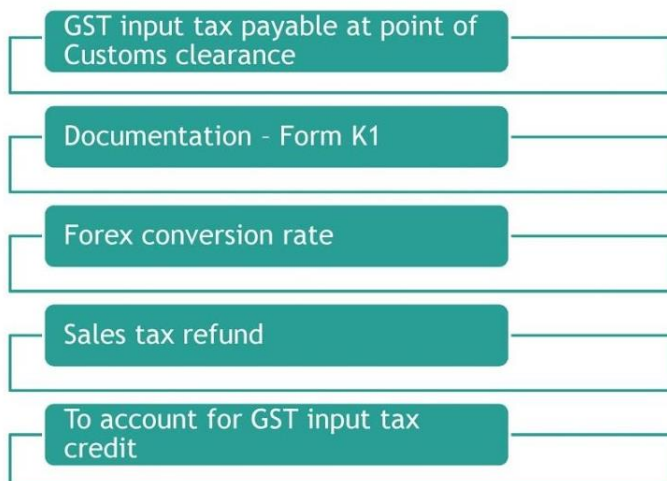 GST input tax payable at point of
Customs clearance
Documentation – Form K1
Forex conversion rate
Sales tax refund
To account for GST input tax
credit